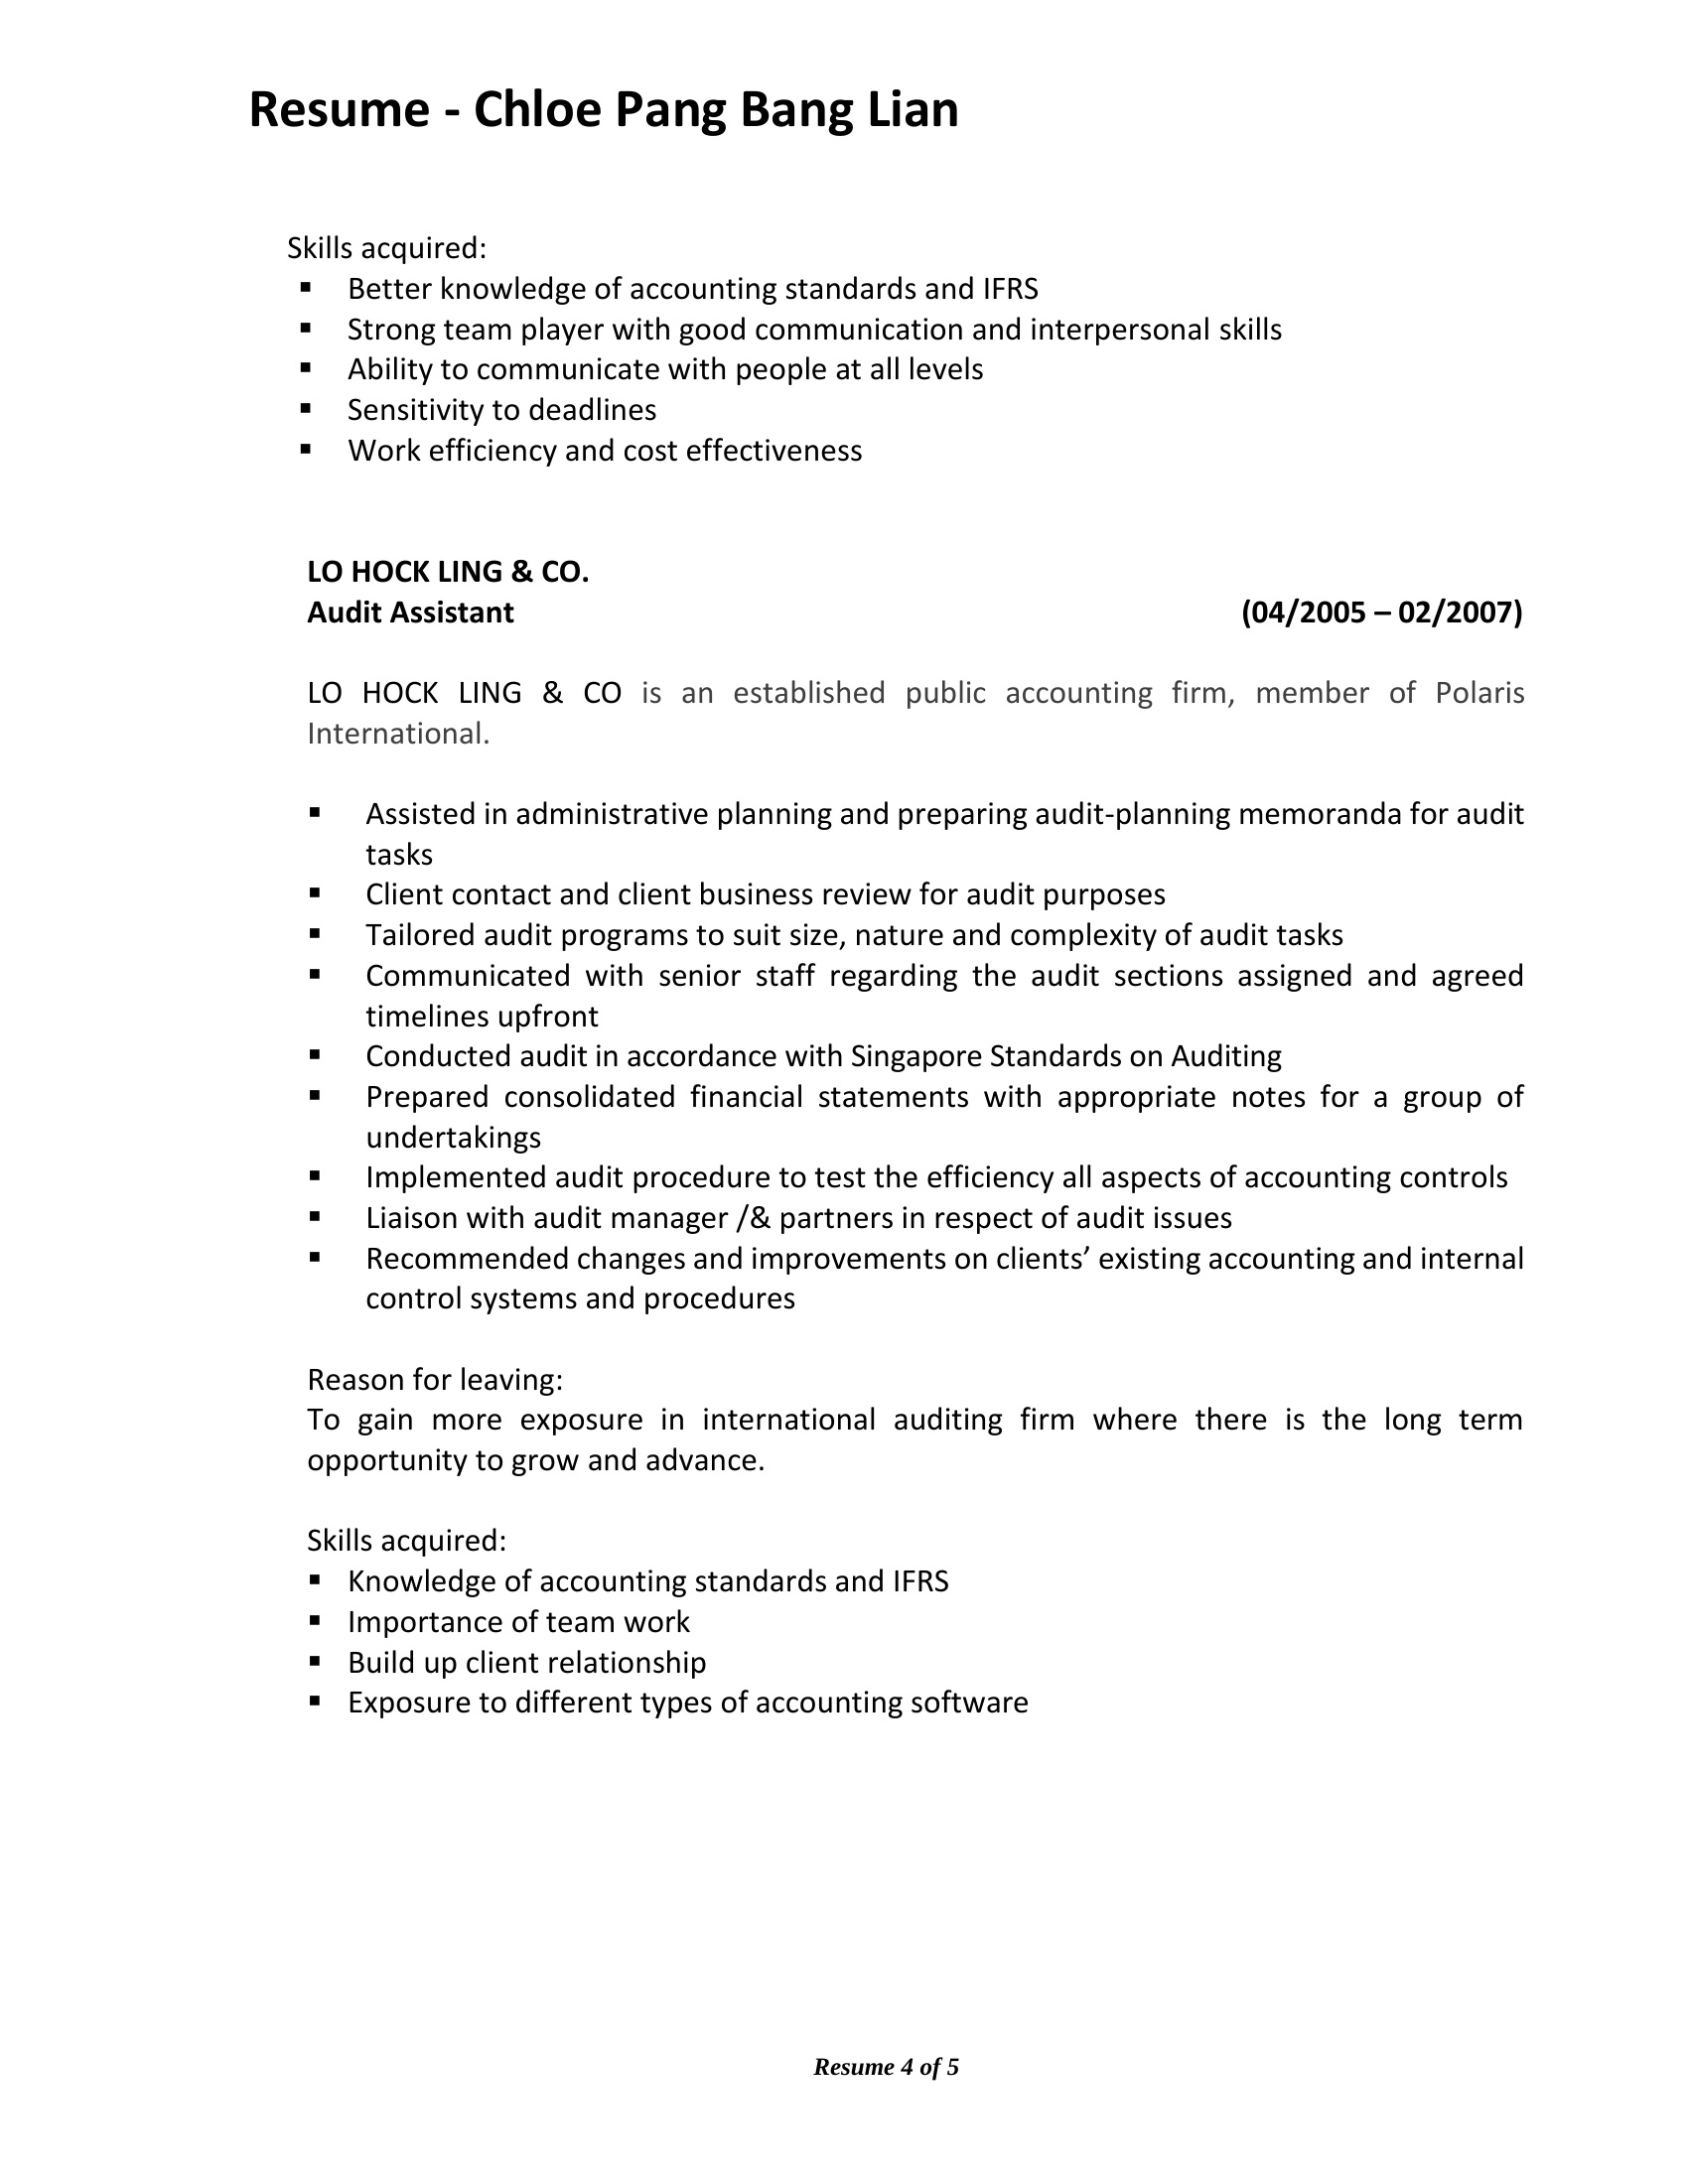 Resume - Chloe Pang Bang Lian
Skills acquired:
▪ Better knowledge of accounting standards and IFRS
▪ Strong team player with good communication and interpersonal skills
▪ Ability to communicate with people at all levels
▪ Sensitivity to deadlines
▪ Work efficiency and cost effectiveness
LO HOCK LING & CO.
Audit Assistant (04/2005 – 02/2007)
LO HOCK LING & CO is an established public accounting firm, member of Polaris
International.
▪ Assisted in administrative planning and preparing audit-planning memoranda for audit
tasks
▪ Client contact and client business review for audit purposes
▪ Tailored audit programs to suit size, nature and complexity of audit tasks
▪ Communicated with senior staff regarding the audit sections assigned and agreed
timelines upfront
▪ Conducted audit in accordance with Singapore Standards on Auditing
▪ Prepared consolidated financial statements with appropriate notes for a group of
undertakings
▪ Implemented audit procedure to test the efficiency all aspects of accounting controls
▪ Liaison with audit manager /& partners in respect of audit issues
▪ Recommended changes and improvements on clients’ existing accounting and internal
control systems and procedures
Reason for leaving:
To gain more exposure in international auditing firm where there is the long term
opportunity to grow and advance.
Skills acquired:
▪ Knowledge of accounting standards and IFRS
▪ Importance of team work
▪ Build up client relationship
▪ Exposure to different types of accounting software
Resume 4 of 5